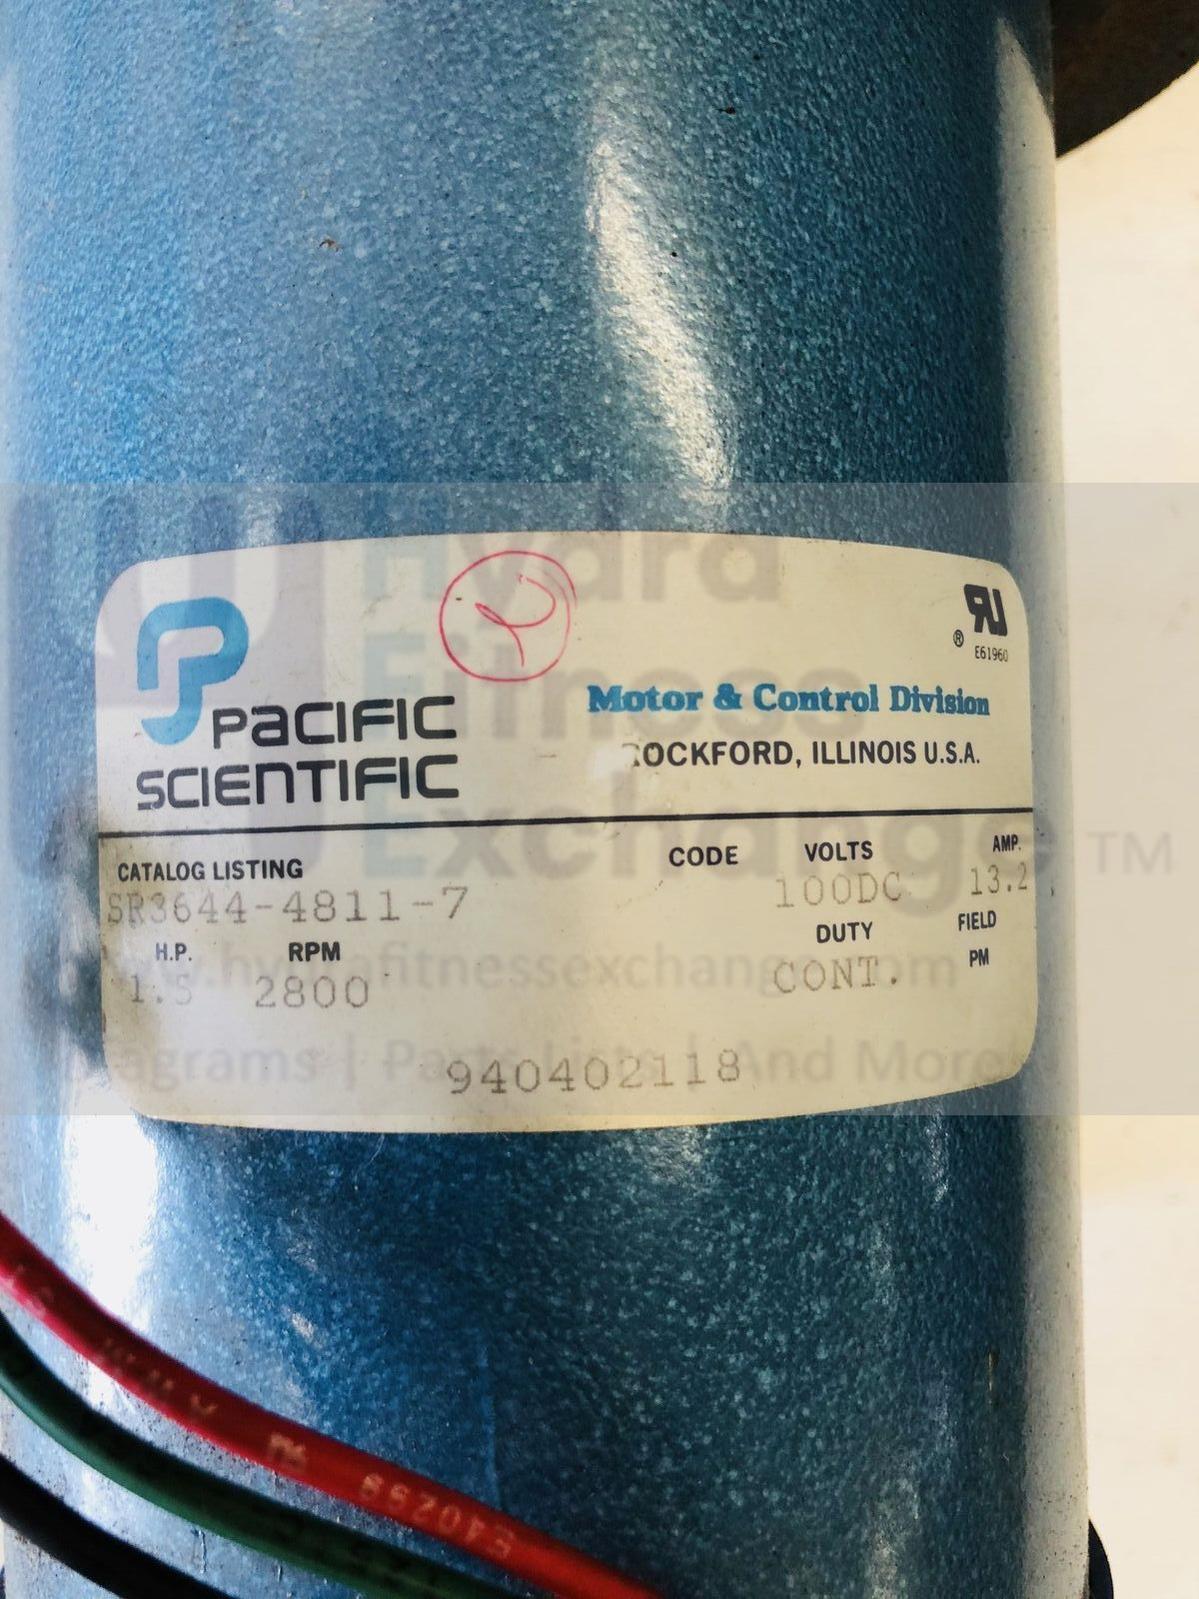 PACIFIC
SCIENTIFIC
Motor & Control Division
ROCKFORD, ILLINOIS U.S.A.
®
E61960
CATALOG LISTING
SR3644-4811-7
CODE
VOLTS
100DC
AMP.
13.2
H.P.
1.5
RPM
2800
DUTY
CONT.
FIELD
PM
940402118
Hydra
Fitness
Exchange TM
www.hydrafitnessexchange.com
Diagrams | Parts Lists | And More